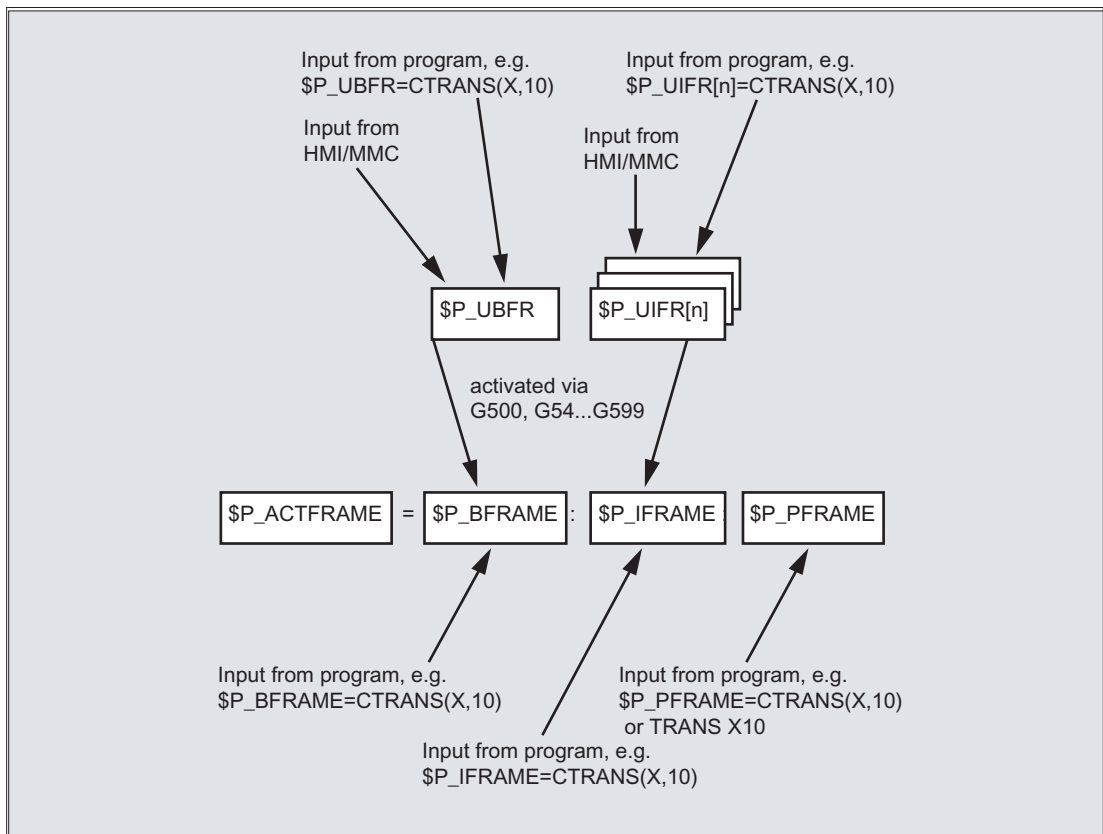 Input from program, e.g.
$P_UBFR=CTRANS(X,10)
Input from program, e.g.
$P_UIFR[n]=CTRANS(X,10)
Input from
HMI/MMC
Input from
HMI/MMC
$P_UBFR
$P_UIFR[n]
activated via
G500, G54...G599
$P_ACTFRAME = $P_BFRAME : $P_IFRAME : $P_PFRAME
Input from program, e.g.
$P_BFRAME=CTRANS(X,10)
Input from program, e.g.
$P_PFRAME=CTRANS(X,10)
or TRANS X10
Input from program, e.g.
$P_IFRAME=CTRANS(X,10)